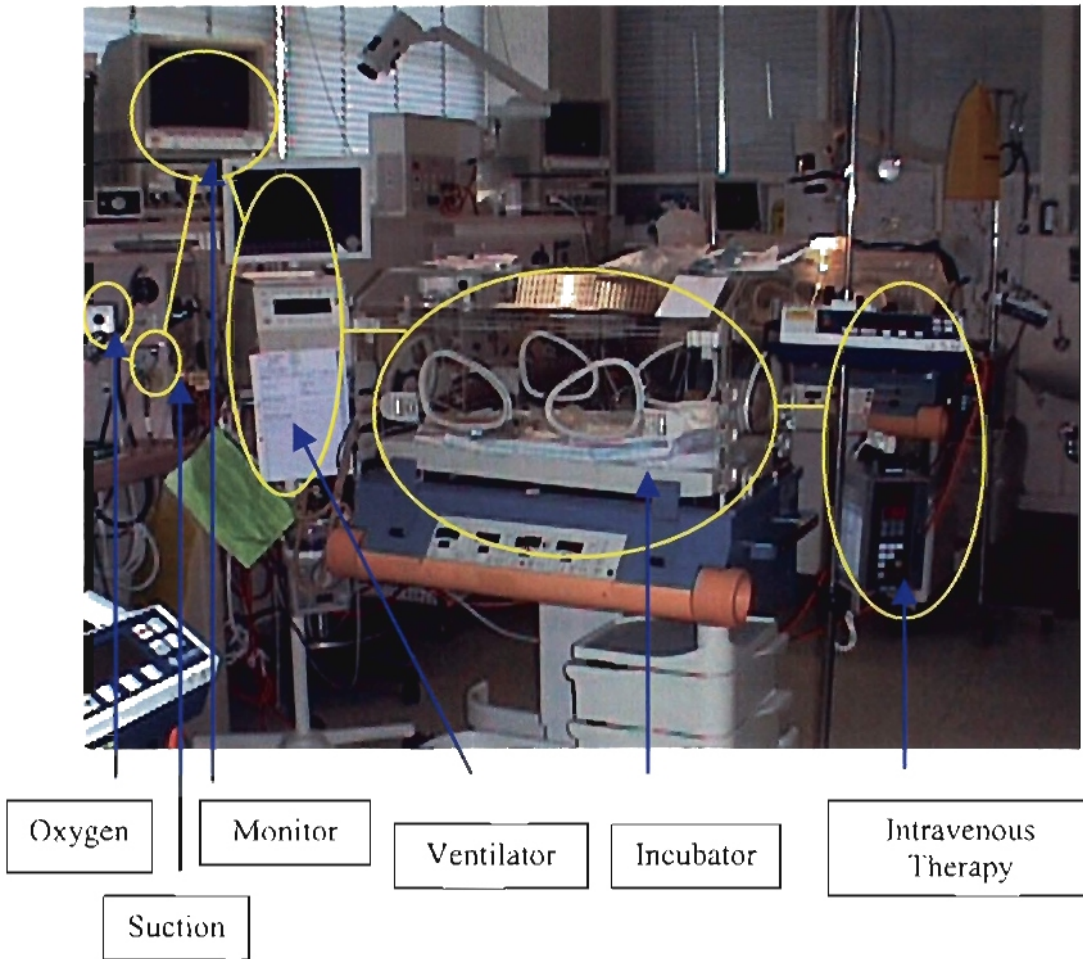 Oxygen
Monitor
Ventilator
Incubator
Intravenous
Therapy
Suction